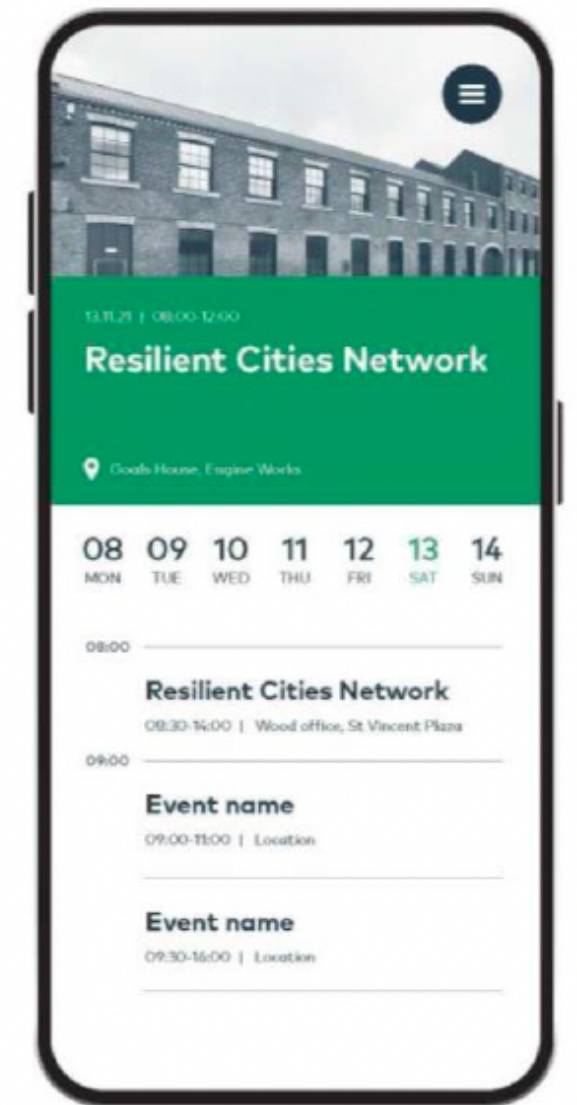 13.11.21 | 08:00-12:00
Resilient Cities Network
Goals House, Engine Works
08 09 10 11 12 13 14
MON TUE WED THU FRI SAT SUN
08:00
Resilient Cities Network
08:30-14:00 | Wood office, St Vincent Plaza
09:00
Event name
09:00-11:00 | Location
Event name
09:30-16:00 | Location